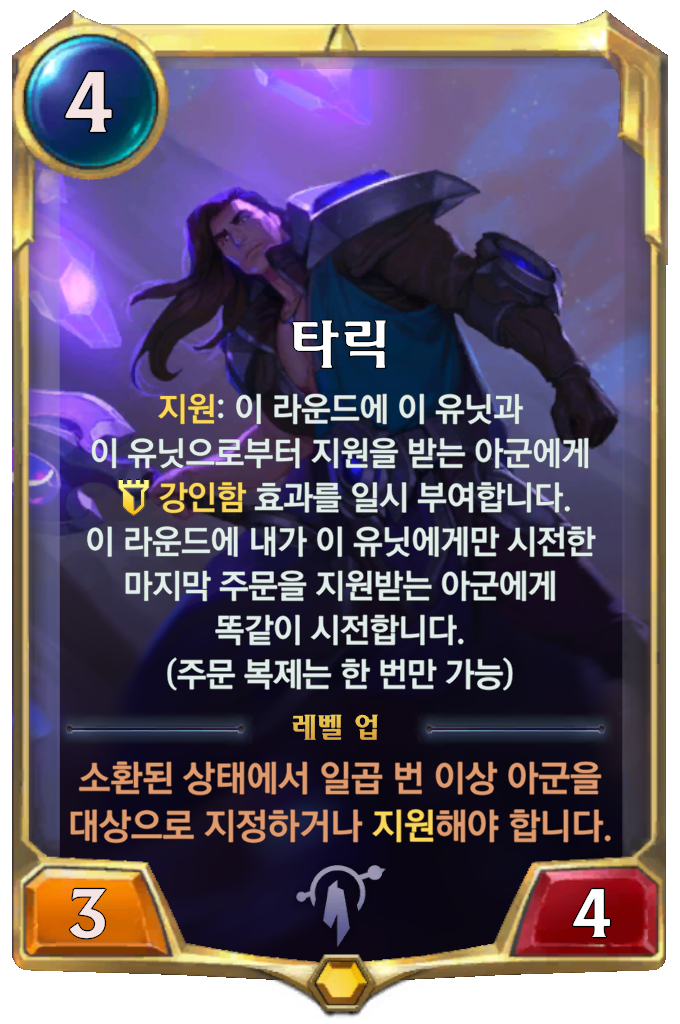 4
타릭
지원: 이 라운드에 이 유닛과
이 유닛으로부터 지원을 받는 아군에게
강인함 효과를 일시 부여합니다.
이 라운드에 내가 이 유닛에게만 시전한
마지막 주문을 지원받는 아군에게
똑같이 시전합니다.
(주문 복제는 한 번만 가능)
레벨 업
소환된 상태에서 일곱 번 이상 아군을
대상으로 지정하거나 지원해야 합니다.
3
4